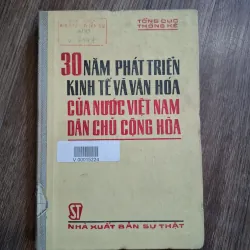 TỔNG CỤC
THỐNG KÊ
30 NĂM PHÁT TRIỂN
KINH TẾ VÀ VĂN HÓA
CỦA NƯỚC VIỆT NAM
DÂN CHỦ CỘNG HÒA
ST
NHÀ XUẤT BẢN SỰ THẬT